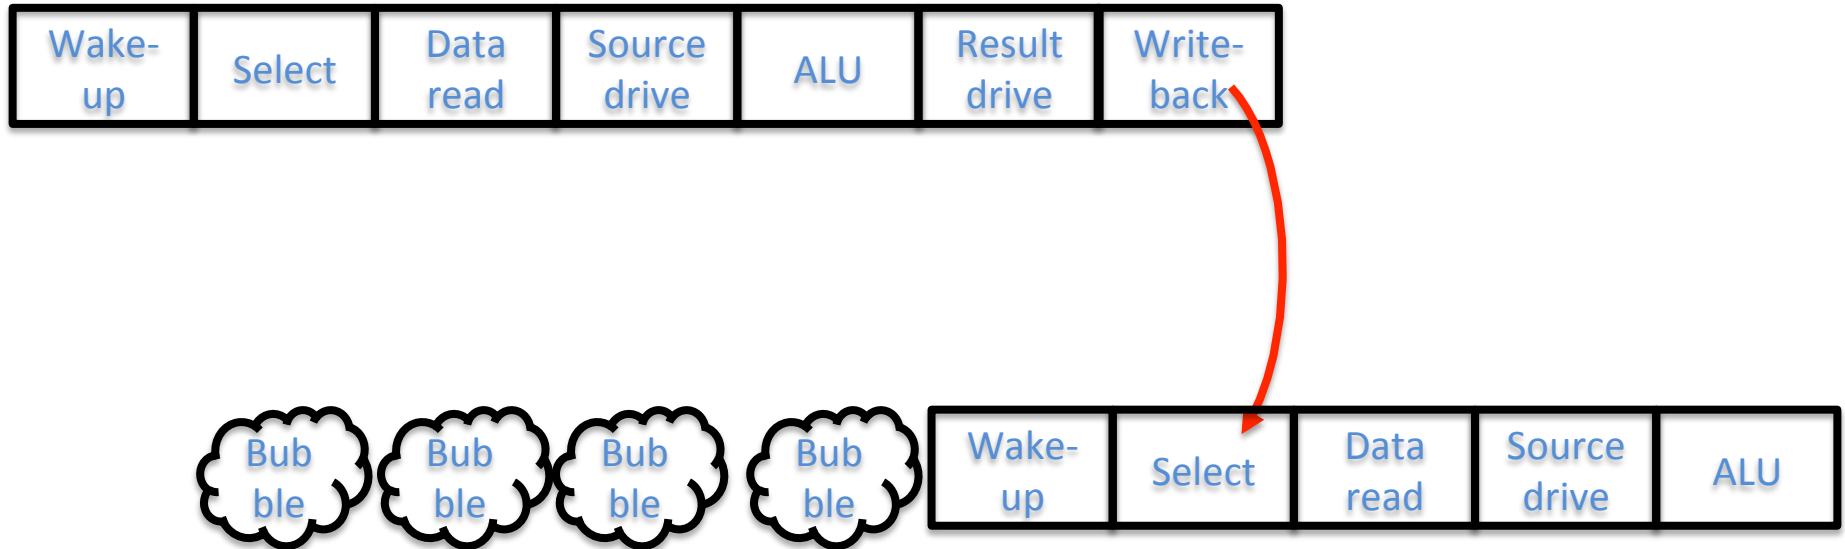 Wake-
up
Select
Data
read
Source
drive
ALU
Result
drive
Write-
back
Bub
ble
Bub
ble
Bub
ble
Bub
ble
Wake-
up
Select
Data
read
Source
drive
ALU